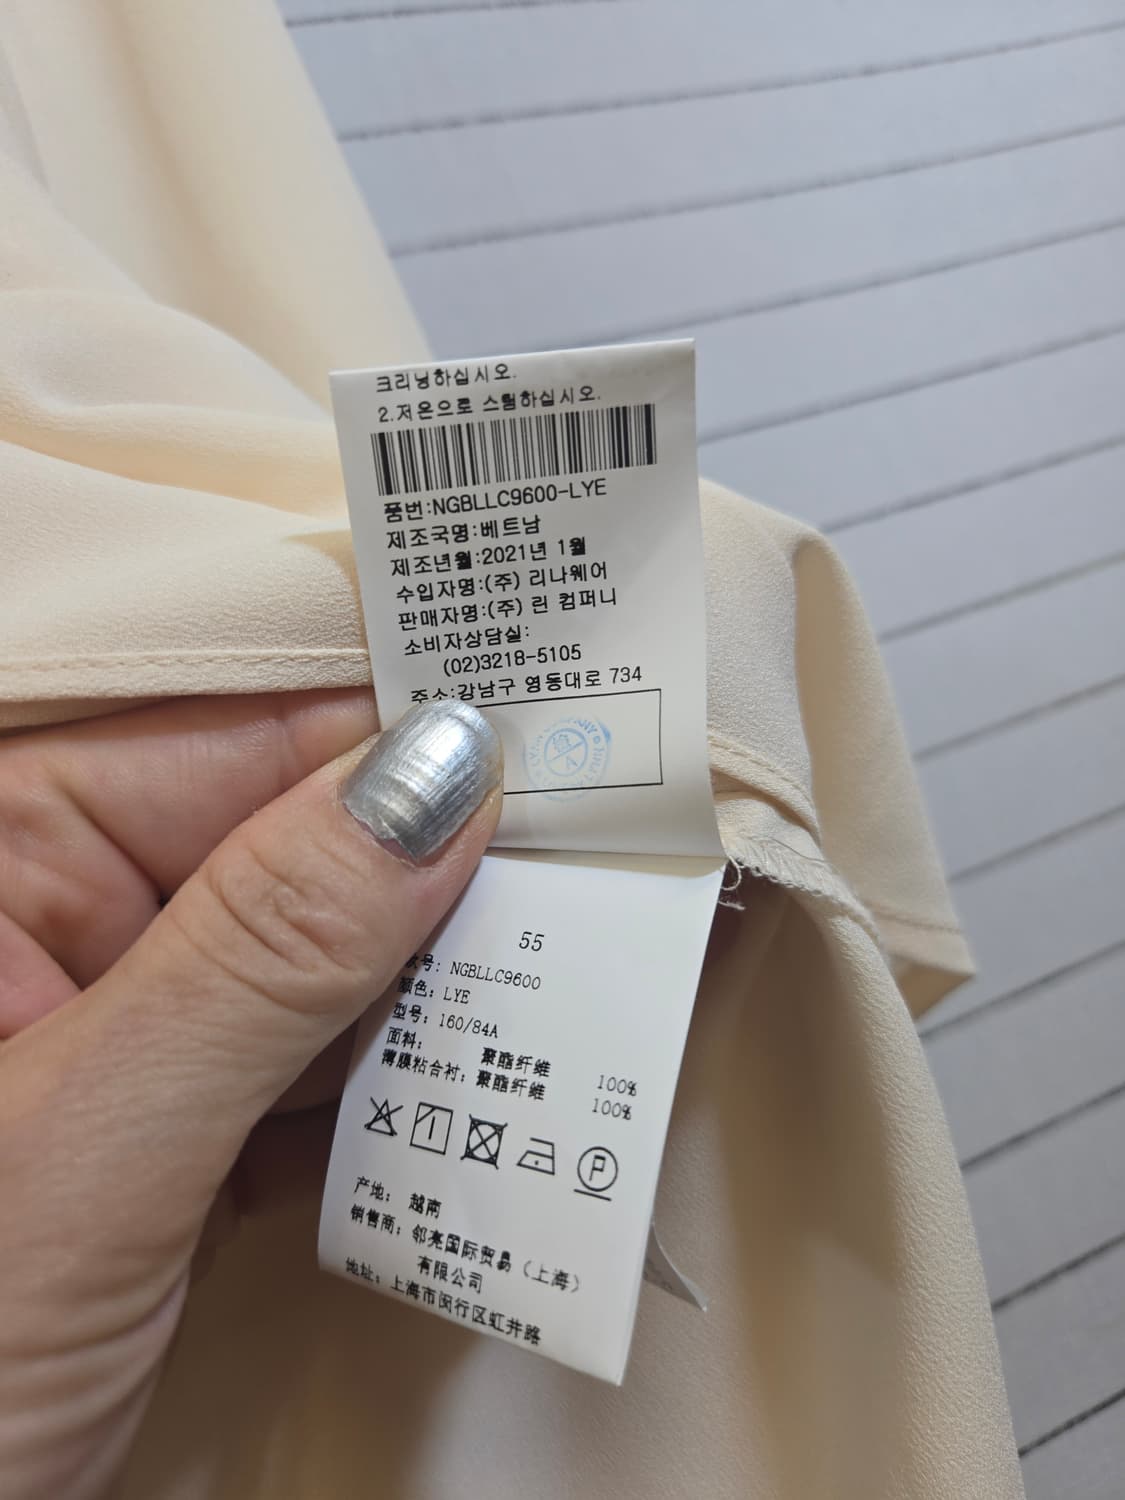 크리닝하십시오.
2.저온으로 스팀하십시오.
품번:NGBLLC9600-LYE
제조국명:베트남
제조년월:2021년 1월
수입자명:(주) 리나웨어
판매자명:(주) 린 컴퍼니
소비자상담실:
(02)3218-5105
주소:강남구 영동대로 734
55
号: NGBLLC9600
颜色: LYE
型号: 160/84A
面料: 聚酯纤维 100%
薄膜粘合衬: 聚酯纤维 100%
P
产地: 越南
销售商: 邻亮国际贸易（上海）
有限公司
地址: 上海市闵行区虹井路